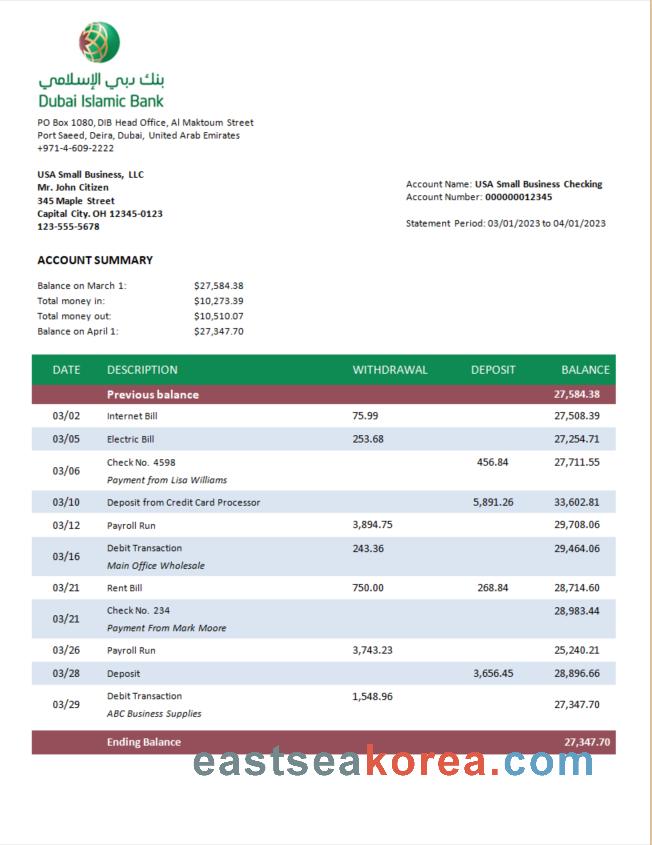 بنك دبي الإسلامي
Dubai Islamic Bank
PO Box 1080, DIB Head Office, Al Maktoum Street
Port Saeed, Deira, Dubai, United Arab Emirates
+971-4-609-2222
USA Small Business, LLC
Mr. John Citizen
345 Maple Street
Capital City. OH 12345-0123
123-555-5678
Account Name: USA Small Business Checking
Account Number: 000000012345
Statement Period: 03/01/2023 to 04/01/2023
ACCOUNT SUMMARY
Balance on March 1: $27,584.38
Total money in: $10,273.39
Total money out: $10,510.07
Balance on April 1: $27,347.70
DATE DESCRIPTION WITHDRAWAL DEPOSIT BALANCE
Previous balance 27,584.38
03/02 Internet Bill 75.99 27,508.39
03/05 Electric Bill 253.68 27,254.71
03/06 Check No. 4598 456.84 27,711.55
Payment from Lisa Williams
03/10 Deposit from Credit Card Processor 5,891.26 33,602.81
03/12 Payroll Run 3,894.75 29,708.06
03/16 Debit Transaction 243.36 29,464.06
Main Office Wholesale
03/21 Rent Bill 750.00 268.84 28,714.60
03/21 Check No. 234 28,983.44
Payment From Mark Moore
03/26 Payroll Run 3,743.23 25,240.21
03/28 Deposit 3,656.45 28,896.66
03/29 Debit Transaction 1,548.96 27,347.70
ABC Business Supplies
Ending Balance 27,347.70
eastseakorea.com